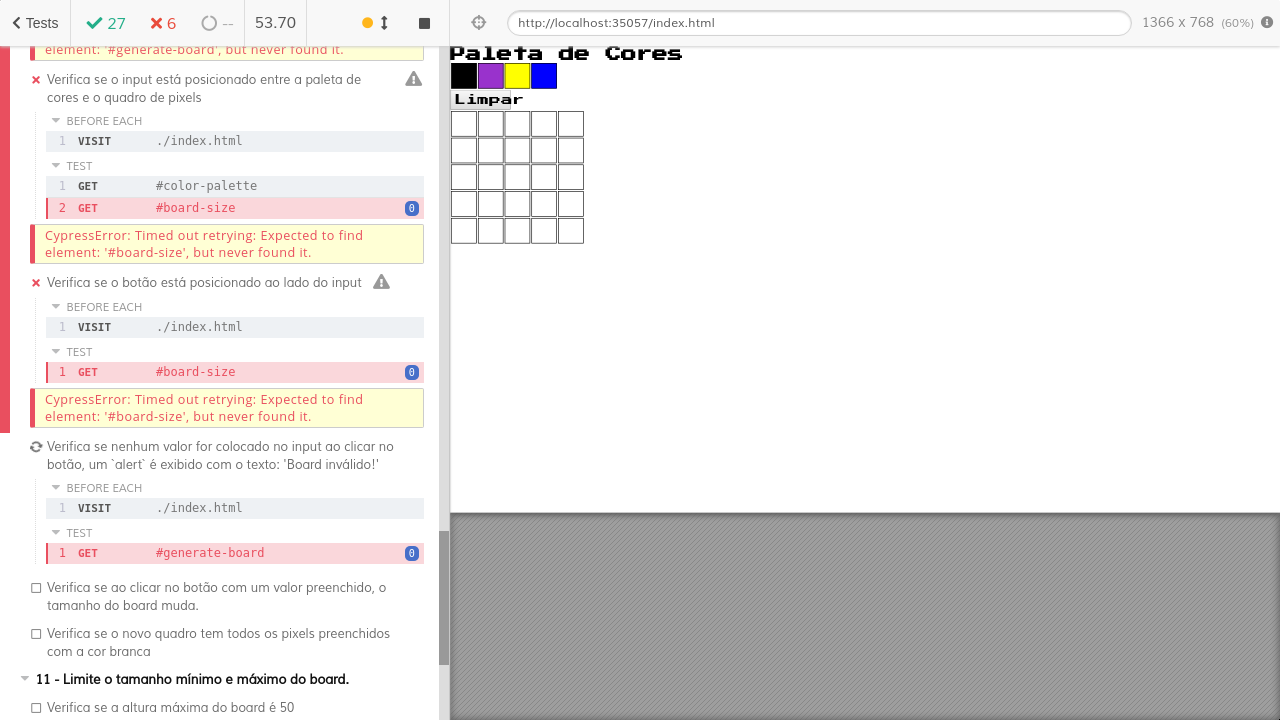 Tests
27
6
--
53.70
http://localhost:35057/index.html
1366 x 768 (60%)
element: '#generate-board', but never found it.
Verifica se o input está posicionado entre a paleta de
cores e o quadro de pixels
BEFORE EACH
1 VISIT ./index.html
TEST
1 GET #color-palette
2 GET #board-size 0
CypressError: Timed out retrying: Expected to find
element: '#board-size', but never found it.
Verifica se o botão está posicionado ao lado do input
BEFORE EACH
1 VISIT ./index.html
TEST
1 GET #board-size 0
CypressError: Timed out retrying: Expected to find
element: '#board-size', but never found it.
Verifica se nenhum valor for colocado no input ao clicar no
botão, um `alert` é exibido com o texto: 'Board inválido!'
BEFORE EACH
1 VISIT ./index.html
TEST
1 GET #generate-board 0
Verifica se ao clicar no botão com um valor preenchido, o
tamanho do board muda.
Verifica se o novo quadro tem todos os pixels preenchidos
com a cor branca
11 - Limite o tamanho mínimo e máximo do board.
Verifica se a altura máxima do board é 50
Paleta de Cores
Limpar